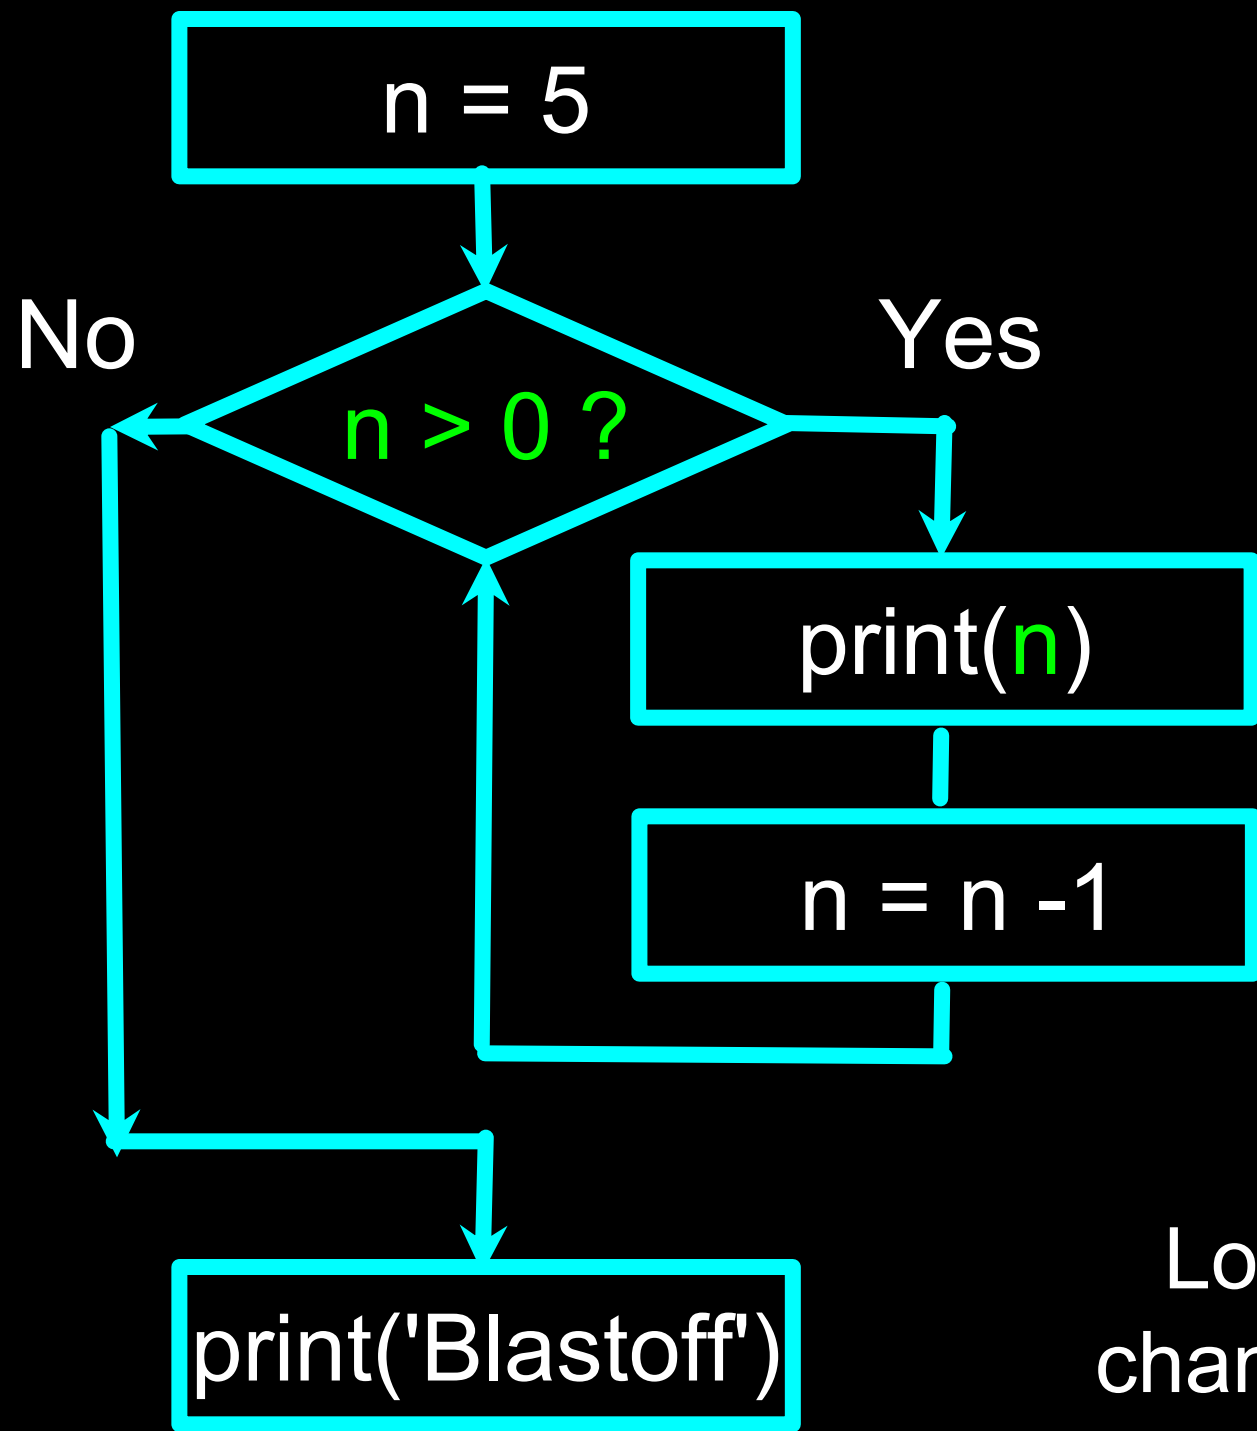 n = 5
No
Yes
n > 0 ?
print(n)
n = n -1
print('Blastoff')